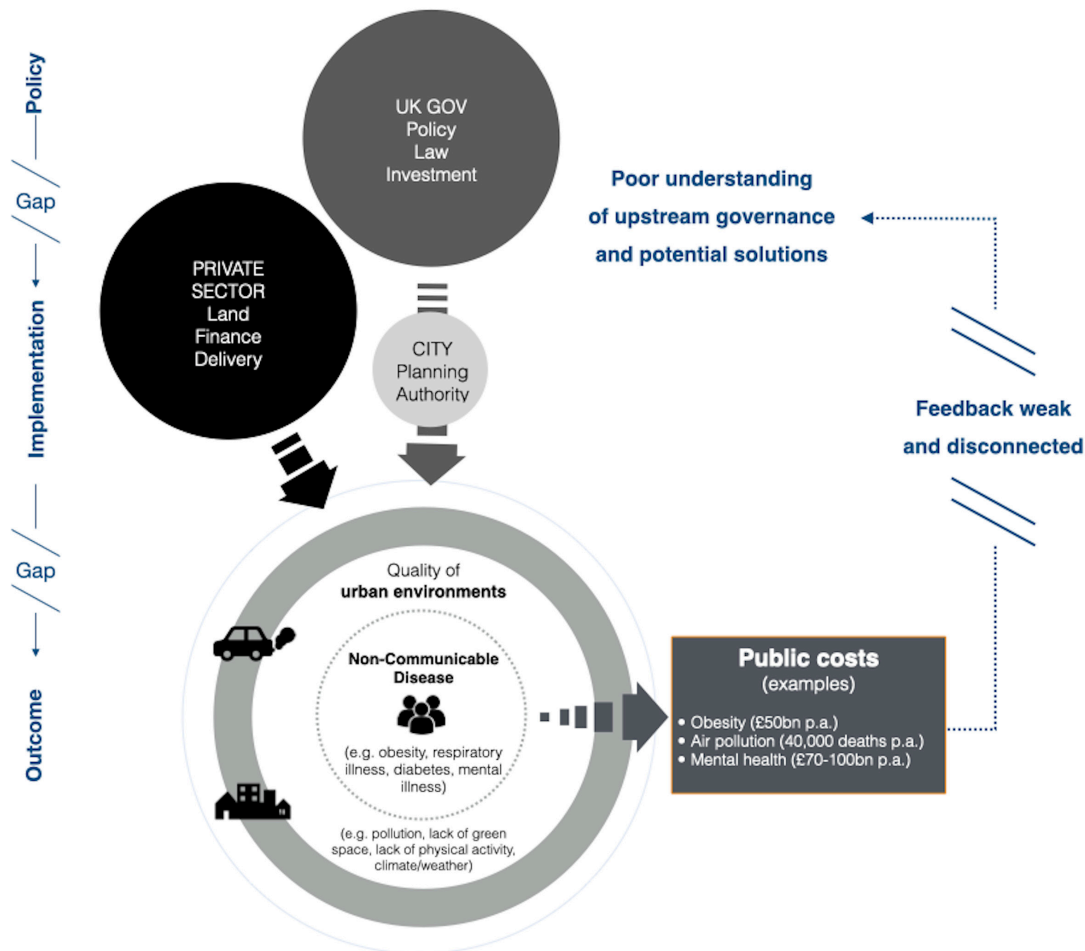 Policy
Gap
Implementation
Gap
Outcome
UK GOV
Policy
Law
Investment
PRIVATE
SECTOR
Land
Finance
Delivery
CITY
Planning
Authority
Poor understanding
of upstream governance
and potential solutions
Feedback weak
and disconnected
Quality of
urban environments
Non-Communicable
Disease
(e.g. obesity, respiratory
illness, diabetes, mental
illness)
(e.g. pollution, lack of green
space, lack of physical activity,
climate/weather)
Public costs
(examples)
• Obesity (£50bn p.a.)
• Air pollution (40,000 deaths p.a.)
• Mental health (£70-100bn p.a.)